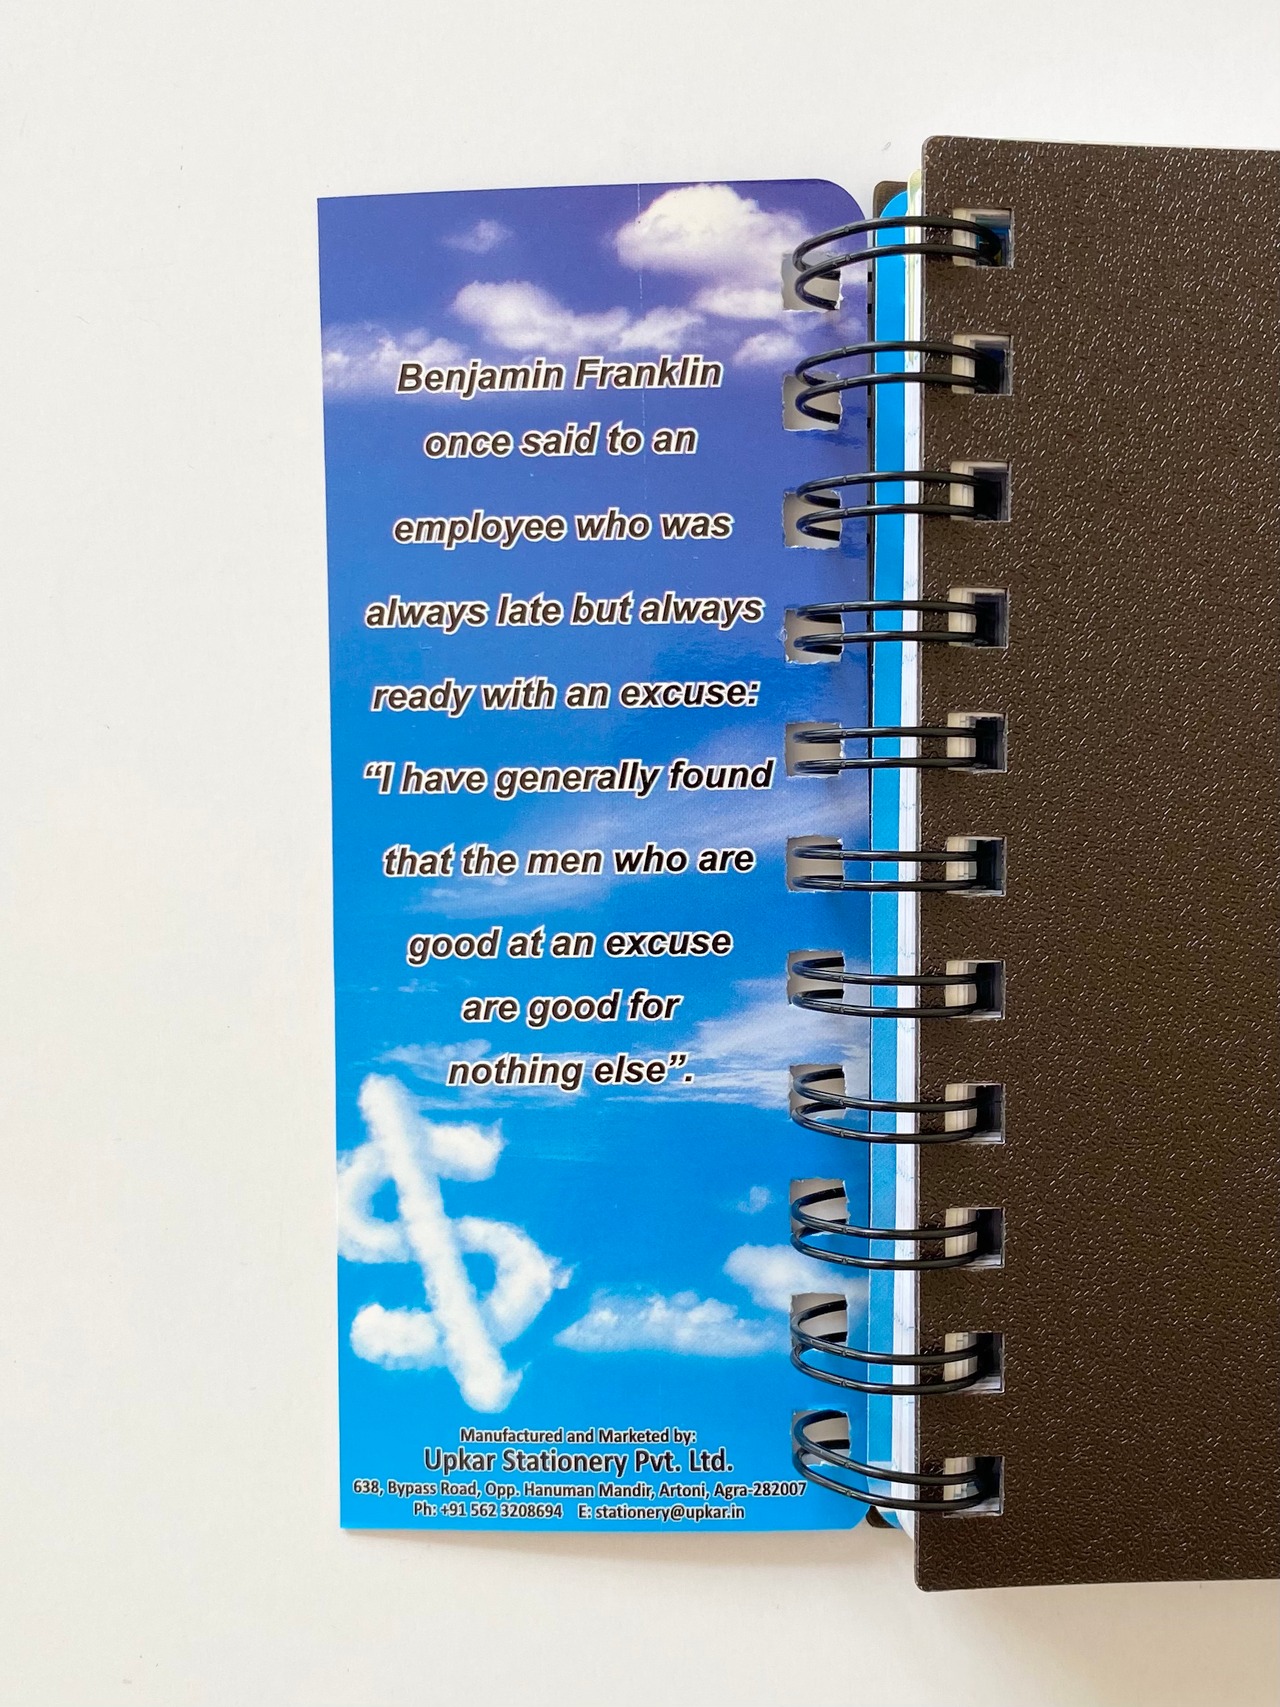 Benjamin Franklin
once said to an
employee who was
always late but always
ready with an excuse:
“I have generally found
that the men who are
good at an excuse
are good for
nothing else”.
Manufactured and Marketed by:
Upkar Stationery Pvt. Ltd.
638, Bypass Road, Opp. Hanuman Mandir, Artoni, Agra-282007
Ph: +91 562 3208694 E: stationery@upkar.in